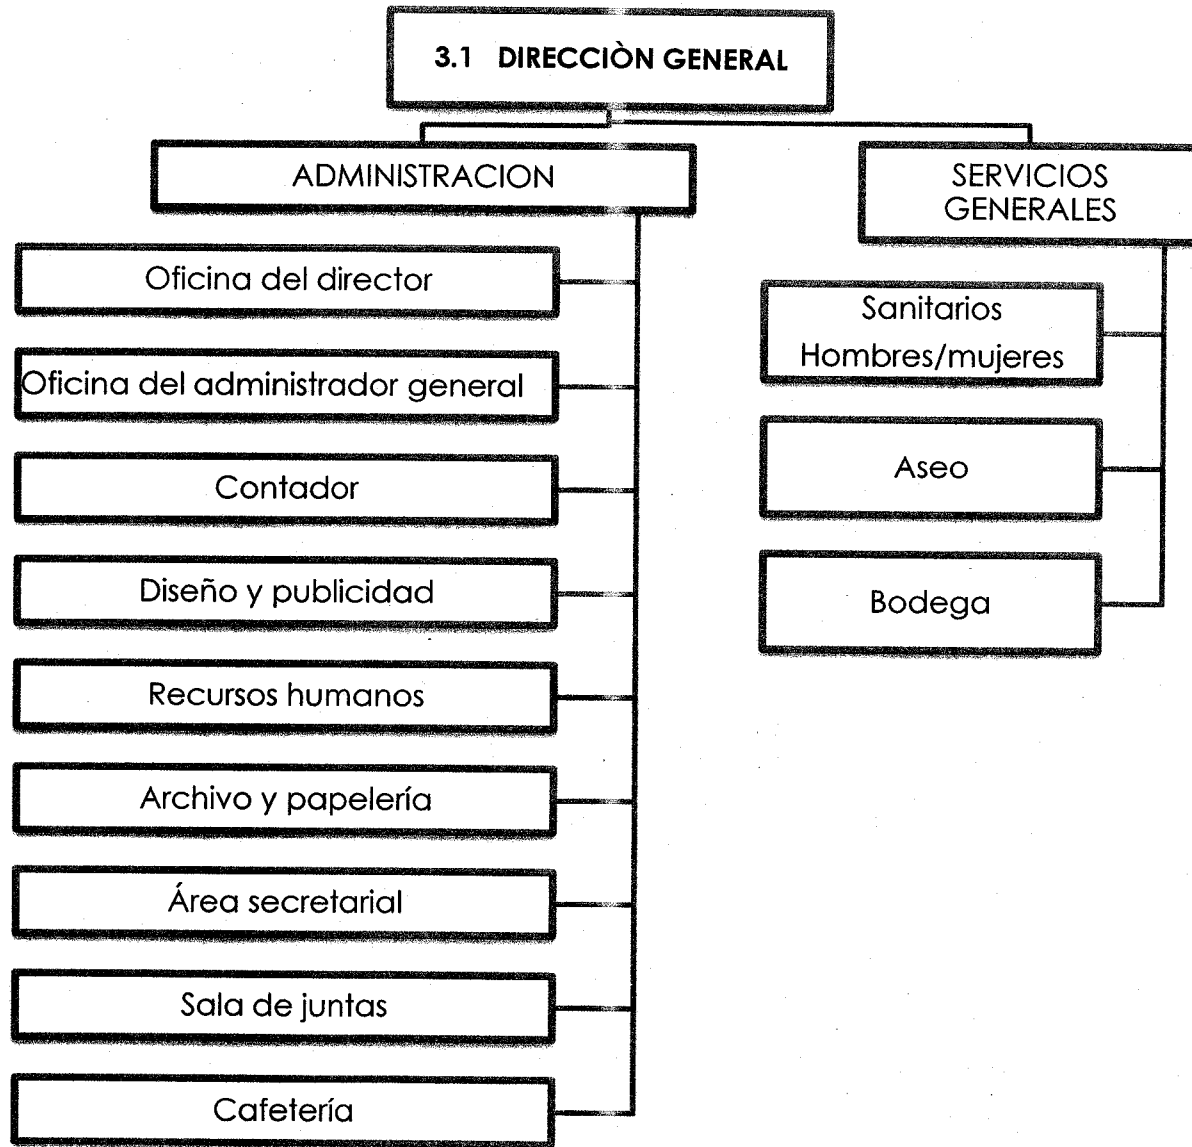 3.1 DIRECCIÒN GENERAL
ADMINISTRACION
Oficina del director
Oficina del administrador general
Contador
Diseño y publicidad
Recursos humanos
Archivo y papelería
Área secretarial
Sala de juntas
Cafetería
SERVICIOS
GENERALES
Sanitarios
Hombres/mujeres
Aseo
Bodega